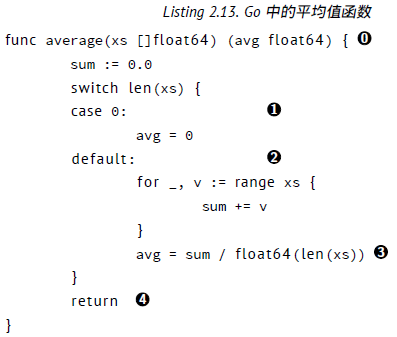 Listing 2.13. Go 中的平均值函数
func average(xs []float64) (avg float64) { ⓿
sum := 0.0
switch len(xs) {
case 0: ❶
avg = 0
default: ❷
for _, v := range xs {
sum += v
}
avg = sum / float64(len(xs)) ❸
}
return ❹
}